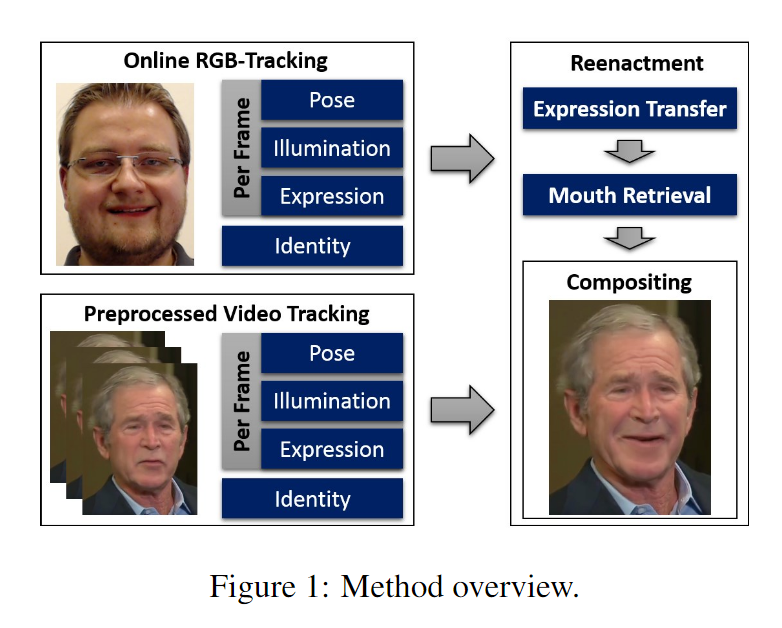 Online RGB-Tracking
Per Frame
Pose
Illumination
Expression
Identity
Preprocessed Video Tracking
Per Frame
Pose
Illumination
Expression
Identity
Reenactment
Expression Transfer
Mouth Retrieval
Compositing
Figure 1: Method overview.